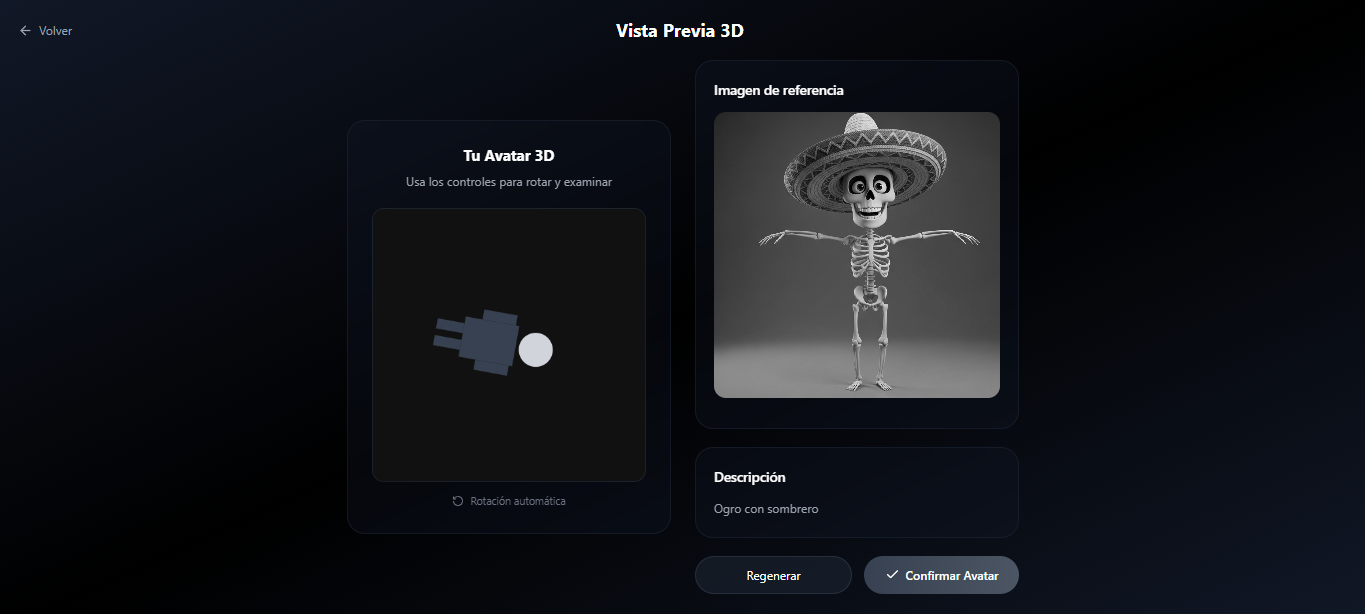 Volver
Vista Previa 3D
Tu Avatar 3D
Usa los controles para rotar y examinar
Rotación automática
Imagen de referencia
Descripción
Ogro con sombrero
Regenerar
Confirmar Avatar